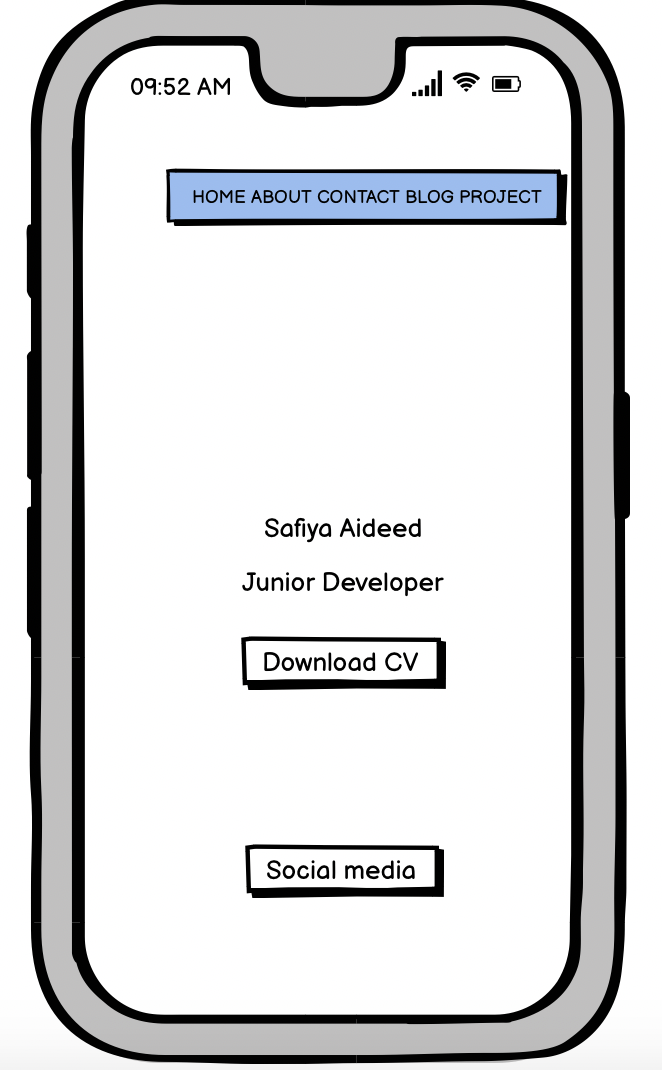 09:52 AM
HOME ABOUT CONTACT BLOG PROJECT
Safiya Aideed
Junior Developer
Download CV
Social media